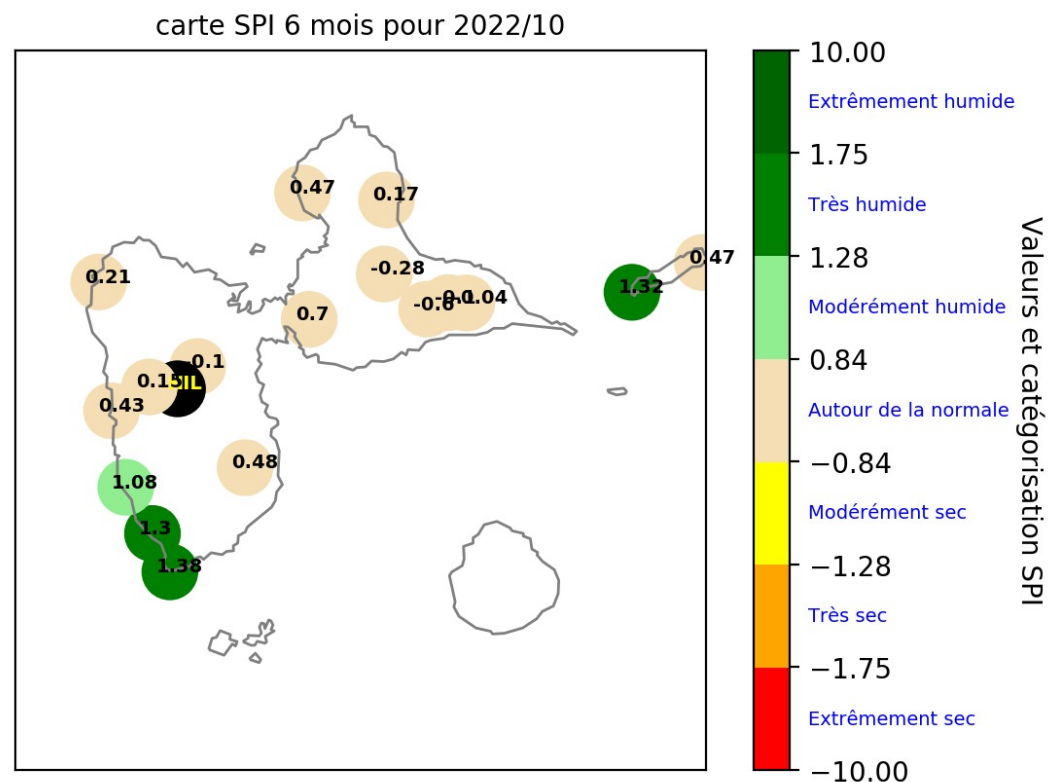 carte SPI 6 mois pour 2022/10
10.00
Extrêmement humide
1.75
Très humide
1.28
Modérément humide
0.84
Autour de la normale
−0.84
Modérément sec
−1.28
Très sec
−1.75
Extrêmement sec
−10.00
Valeurs et catégorisation SPI
0.47
0.17
0.47
0.21
-0.28
1.32
0.7
0.15
0.43
0.48
1.08
1.3
1.38